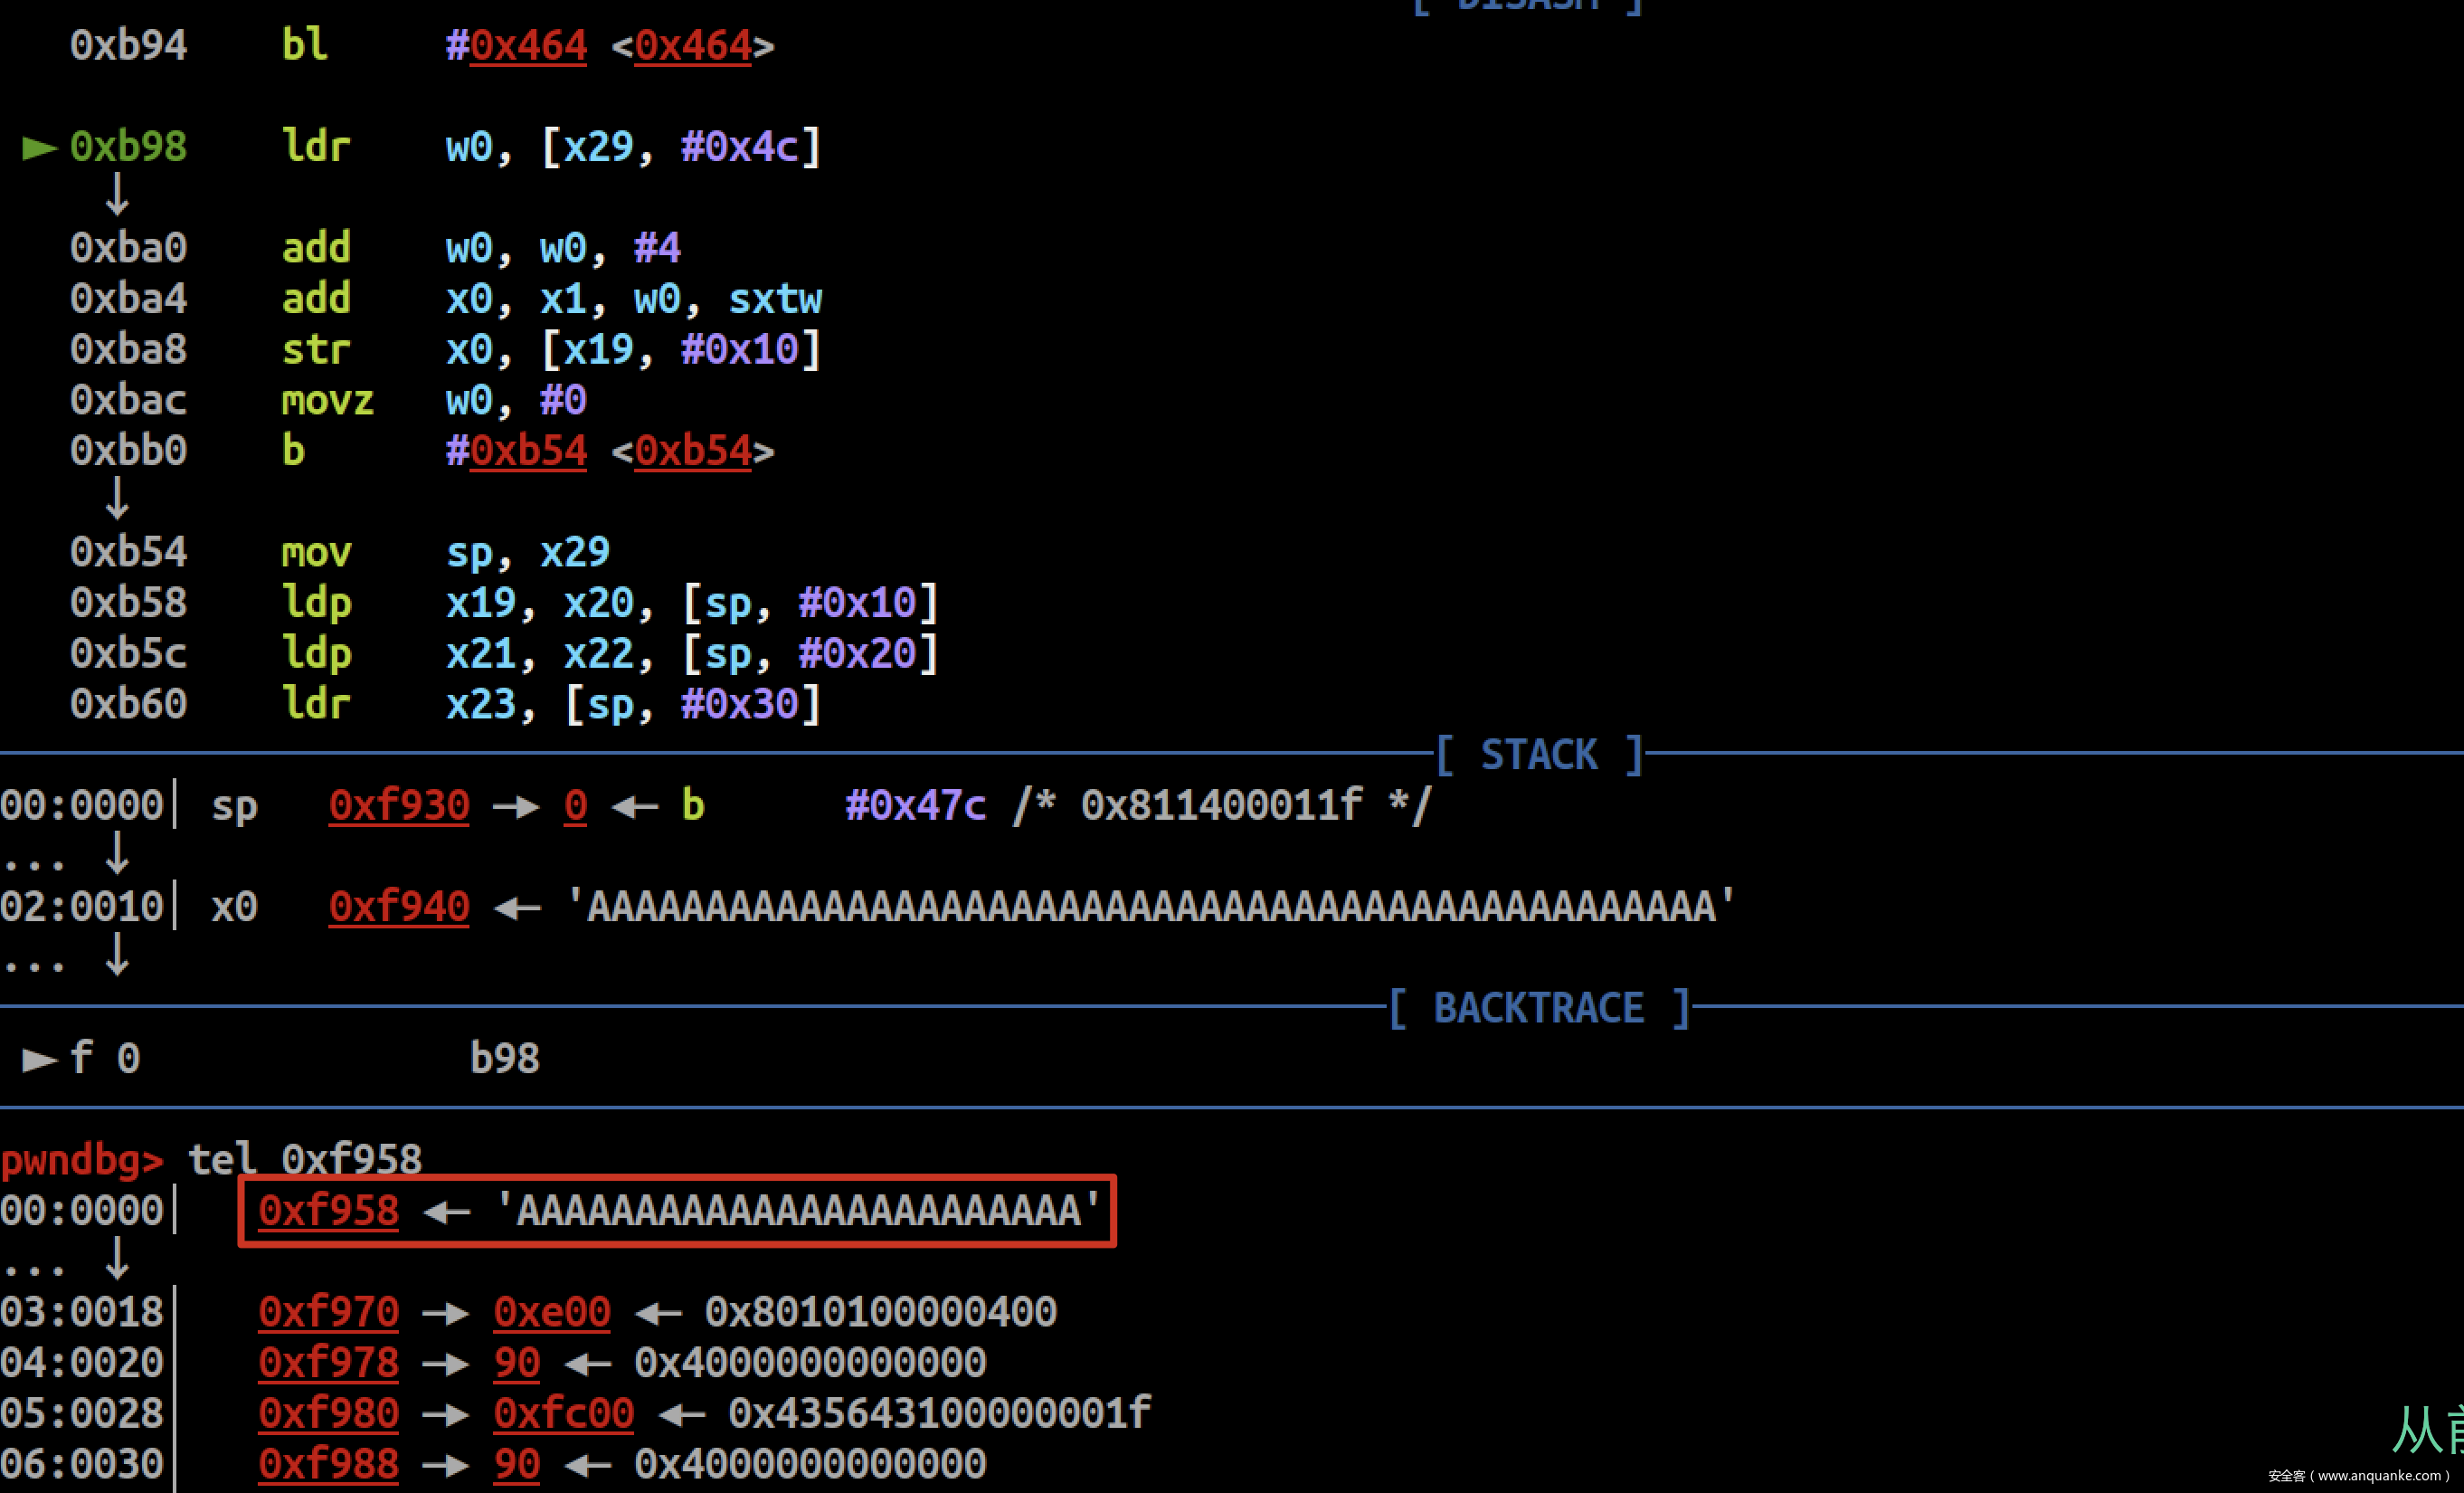 [ DISASM ]
0xb94 bl #0x464 <0x464>
► 0xb98 ldr w0, [x29, #0x4c]
↓
0xba0 add w0, w0, #4
0xba4 add x0, x1, w0, sxtw
0xba8 str x0, [x19, #0x10]
0xbac movz w0, #0
0xbb0 b #0xb54 <0xb54>
↓
0xb54 mov sp, x29
0xb58 ldp x19, x20, [sp, #0x10]
0xb5c ldp x21, x22, [sp, #0x20]
0xb60 ldr x23, [sp, #0x30]
[ STACK ]
00:0000│ sp 0xf930 —▸ 0 ◂— b #0x47c /* 0x811400011f */
... ↓
02:0010│ x0 0xf940 ◂— 'AAAAAAAAAAAAAAAAAAAAAAAAAAAAAAAAAAAAAAAAAAAAAAAA'
... ↓
[ BACKTRACE ]
► f 0 b98
pwndbg> tel 0xf958
00:0000│ 0xf958 ◂— 'AAAAAAAAAAAAAAAAAAAAAAAA'
... ↓
03:0018│ 0xf970 —▸ 0xe00 ◂— 0x8010100000400
04:0020│ 0xf978 —▸ 90 ◂— 0x4000000000000
05:0028│ 0xf980 —▸ 0xfc00 ◂— 0x435643100000001f
06:0030│ 0xf988 —▸ 90 ◂— 0x4000000000000
从
安全客 ( www.anquanke.com )